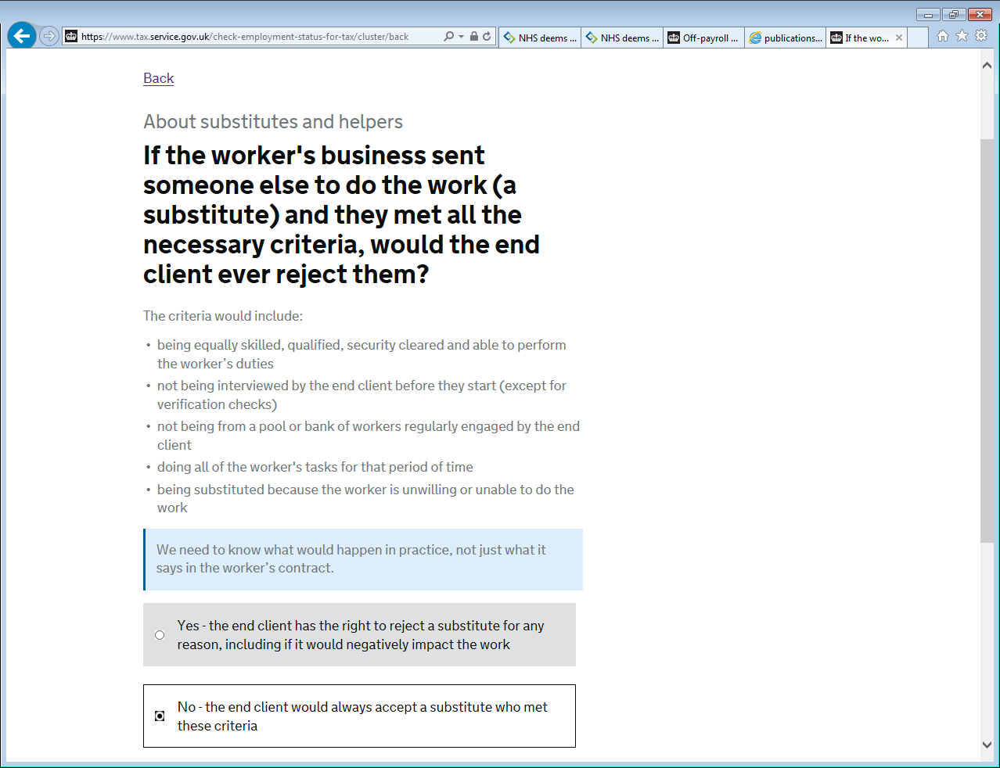 https://www.tax.service.gov.uk/check-employment-status-for-tax/cluster/back
NHS deems ...
NHS deems ...
Off-payroll ...
publications...
If the wo...
Back
About substitutes and helpers
If the worker's business sent
someone else to do the work (a
substitute) and they met all the
necessary criteria, would the end
client ever reject them?
The criteria would include:
• being equally skilled, qualified, security cleared and able to perform
the worker’s duties
• not being interviewed by the end client before they start (except for
verification checks)
• not being from a pool or bank of workers regularly engaged by the end
client
• doing all of the worker's tasks for that period of time
• being substituted because the worker is unwilling or unable to do the
work
We need to know what would happen in practice, not just what it
says in the worker’s contract.
Yes - the end client has the right to reject a substitute for any
reason, including if it would negatively impact the work
No - the end client would always accept a substitute who met
these criteria